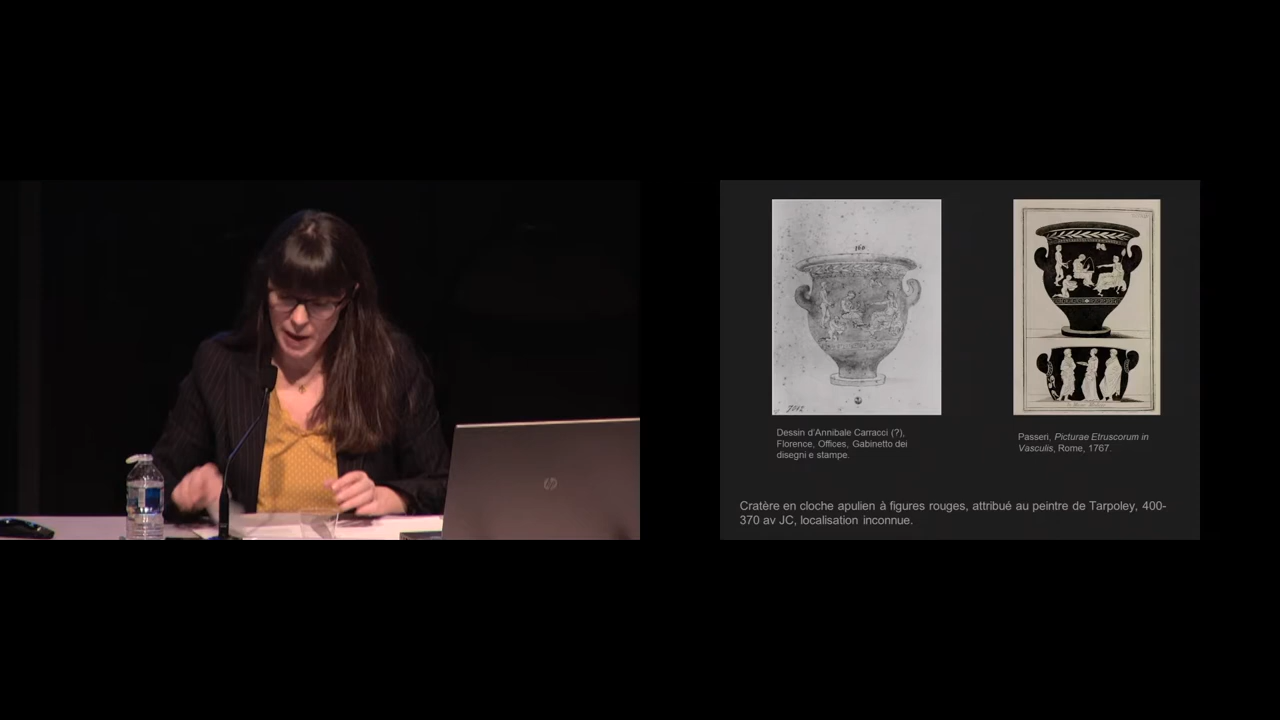 160
Dessin d'Annibale Carracci (?),
Florence, Offices, Gabinetto dei
disegni e stampe.
Passeri, Picturae Etruscorum in
Vasculis, Rome, 1767.
Cratère en cloche apulien à figures rouges, attribué au peintre de Tarpoley, 400-
370 av JC, localisation inconnue.
hp